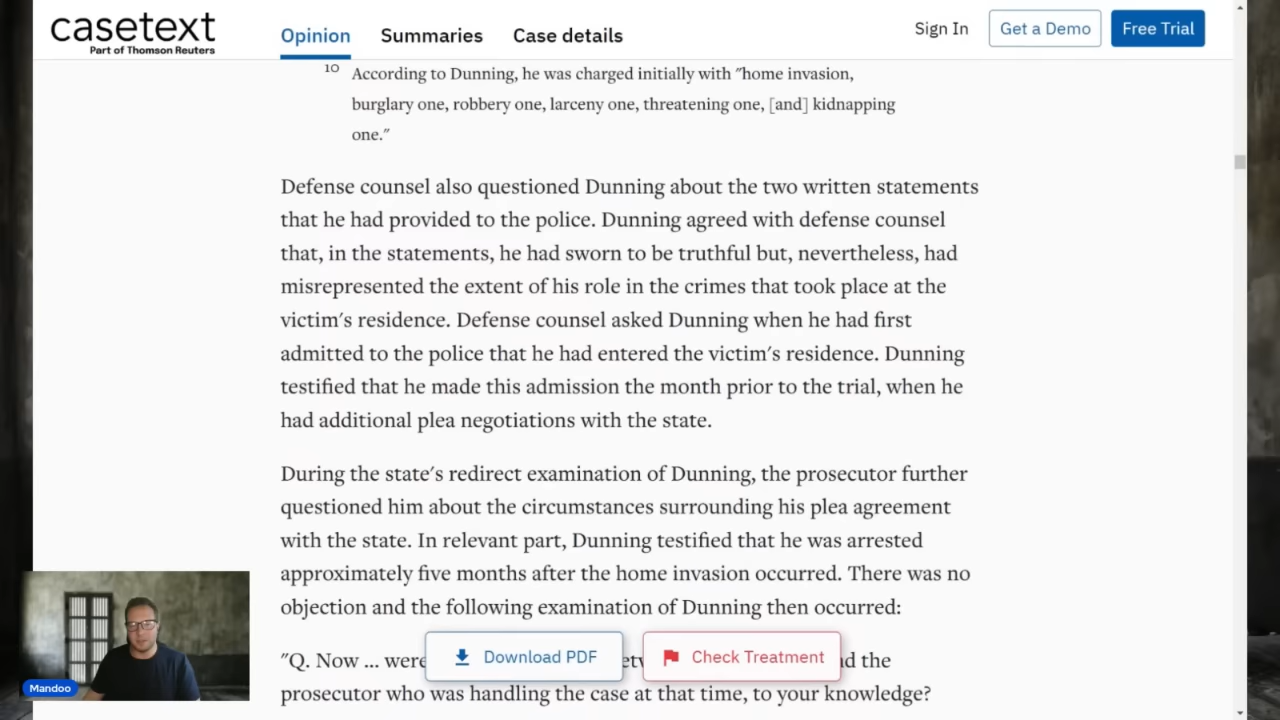 casetext
Part of Thomson Reuters
Opinion
Summaries
Case details
Sign In
Get a Demo
Free Trial
10 According to Dunning, he was charged initially with "home invasion,
burglary one, robbery one, larceny one, threatening one, [and] kidnapping
one."
Defense counsel also questioned Dunning about the two written statements
that he had provided to the police. Dunning agreed with defense counsel
that, in the statements, he had sworn to be truthful but, nevertheless, had
misrepresented the extent of his role in the crimes that took place at the
victim's residence. Defense counsel asked Dunning when he had first
admitted to the police that he had entered the victim's residence. Dunning
testified that he made this admission the month prior to the trial, when he
had additional plea negotiations with the state.
During the state's redirect examination of Dunning, the prosecutor further
questioned him about the circumstances surrounding his plea agreement
with the state. In relevant part, Dunning testified that he was arrested
approximately five months after the home invasion occurred. There was no
objection and the following examination of Dunning then occurred:
"Q. Now ... were the
prosecutor who was handling the case at that time, to your knowledge?
Download PDF
Check Treatment
Mandoo